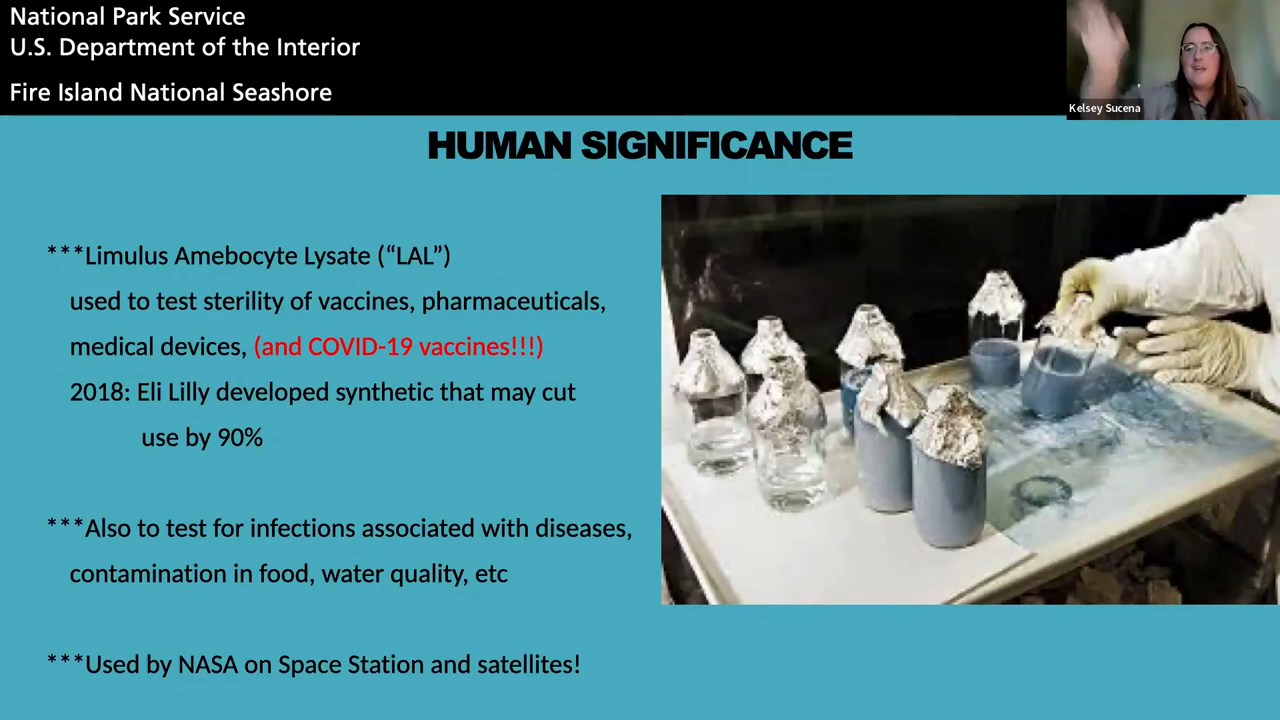 National Park Service
U.S. Department of the Interior
Fire Island National Seashore
Kelsey Sucena
HUMAN SIGNIFICANCE
***Limulus Amebocyte Lysate (“LAL”)
used to test sterility of vaccines, pharmaceuticals,
medical devices, (and COVID-19 vaccines!!!)
2018: Eli Lilly developed synthetic that may cut
use by 90%
***Also to test for infections associated with diseases,
contamination in food, water quality, etc
***Used by NASA on Space Station and satellites!